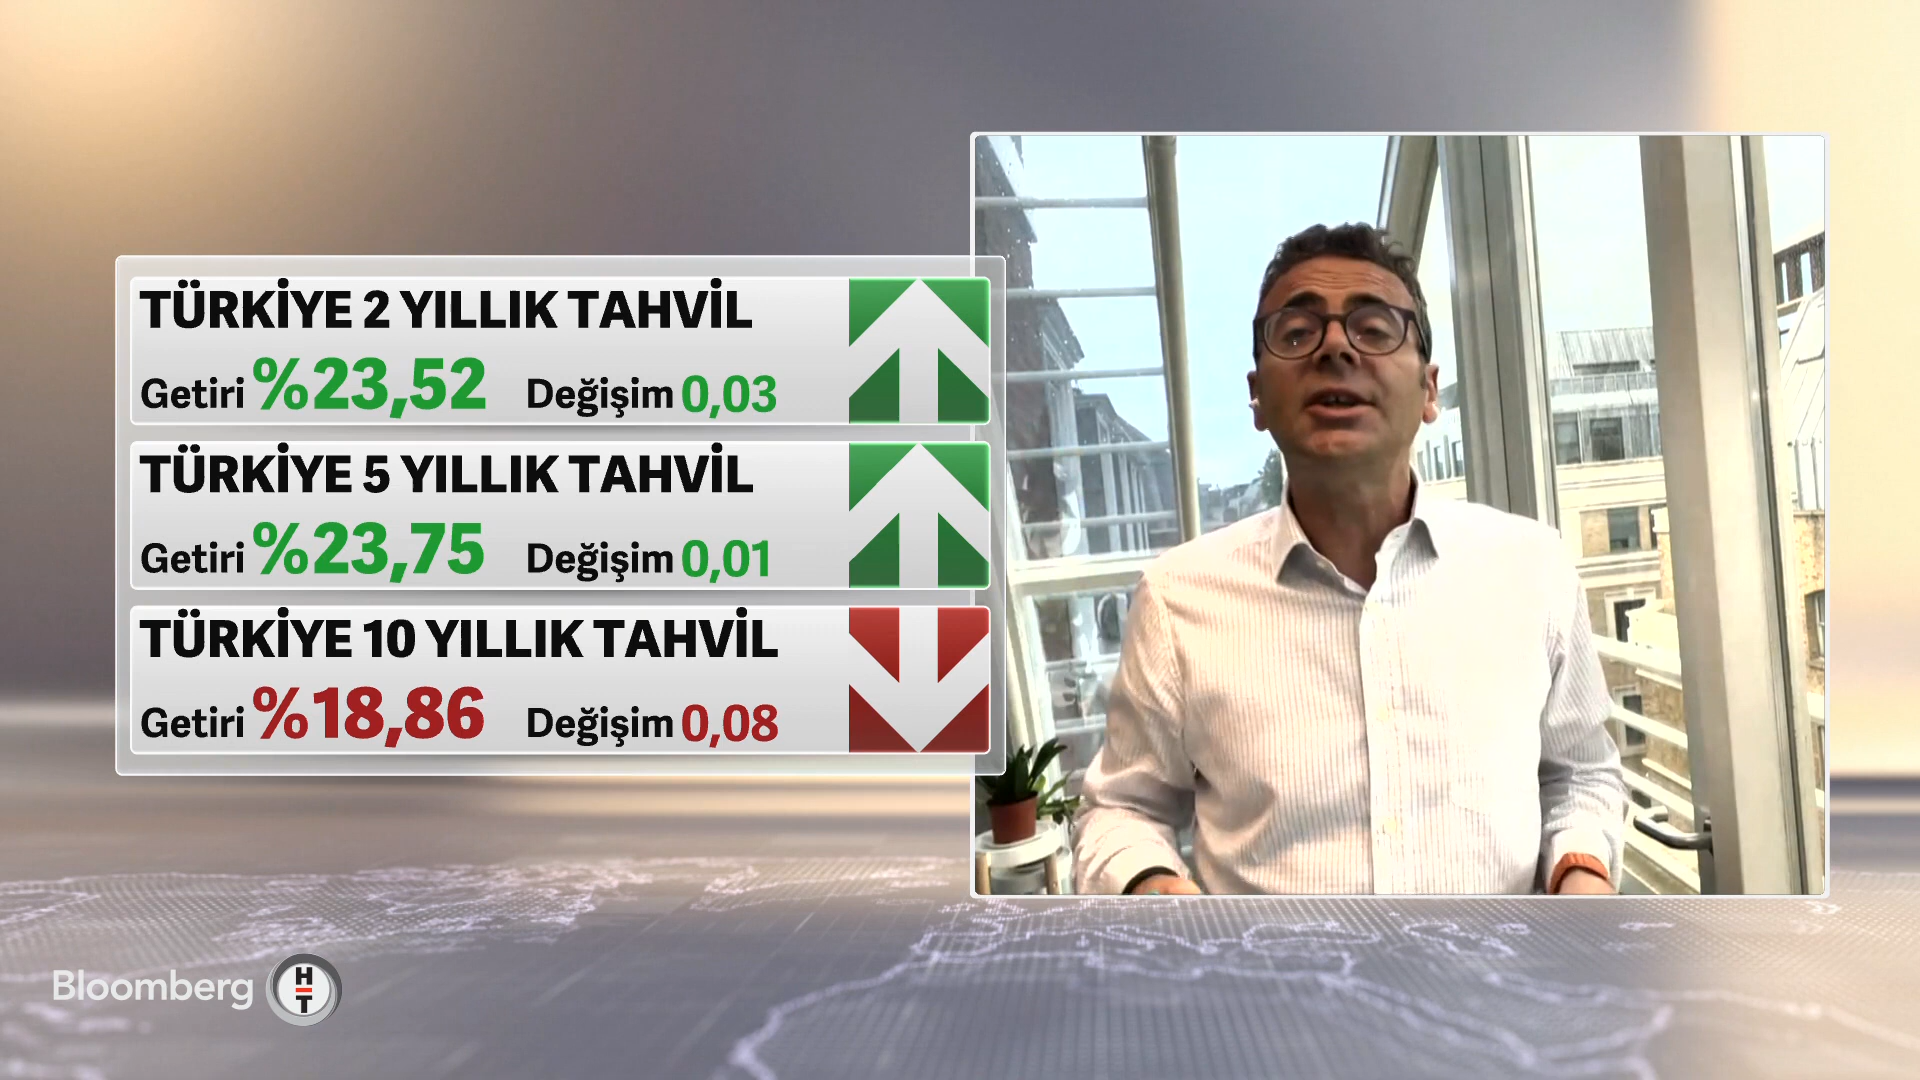 TÜRKİYE 2 YILLIK TAHVİL
Getiri %23,52 Değişim 0,03
TÜRKİYE 5 YILLIK TAHVİL
Getiri %23,75 Değişim 0,01
TÜRKİYE 10 YILLIK TAHVİL
Getiri %18,86 Değişim 0,08
Bloomberg HT